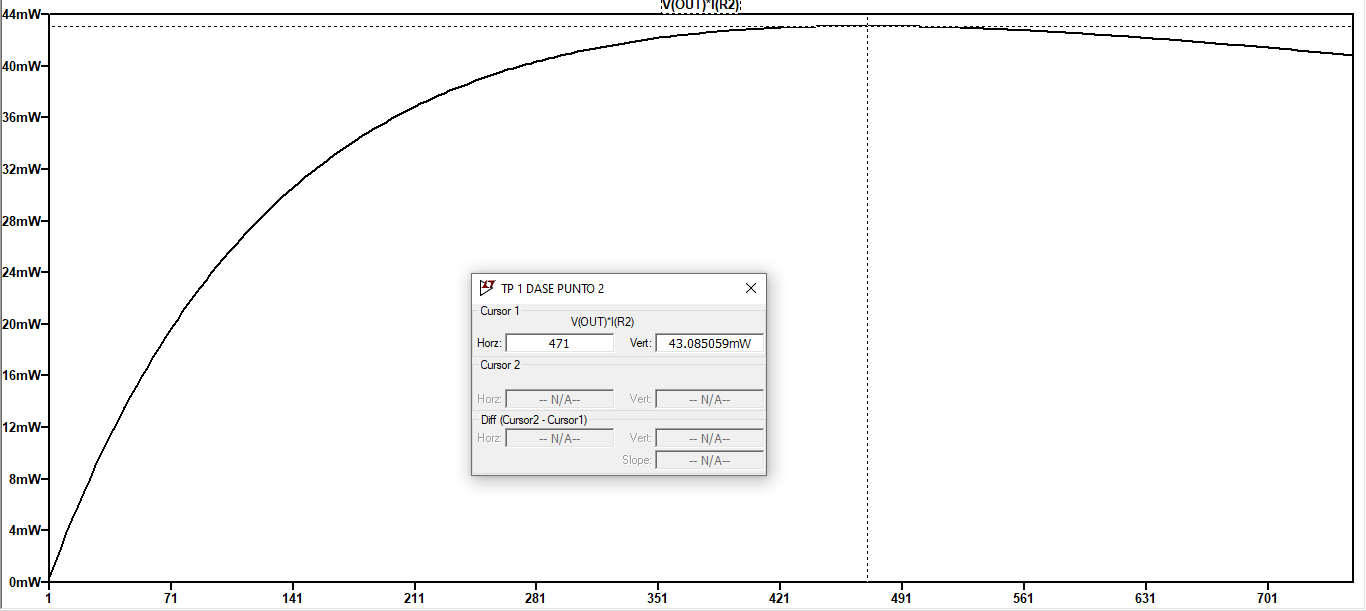 V(OUT)*I(R2)
44mW
40mW
36mW
32mW
28mW
24mW
20mW
16mW
12mW
8mW
4mW
0mW
1 71 141 211 281 351 421 491 561 631 701
TP 1 DASE PUNTO 2
Cursor 1
V(OUT)*I(R2)
Horz: 471 Vert: 43.085059mW
Cursor 2
Horz: -- N/A-- Vert: -- N/A--
Diff (Cursor2 - Cursor1)
Horz: -- N/A-- Vert: -- N/A--
Slope: -- N/A--